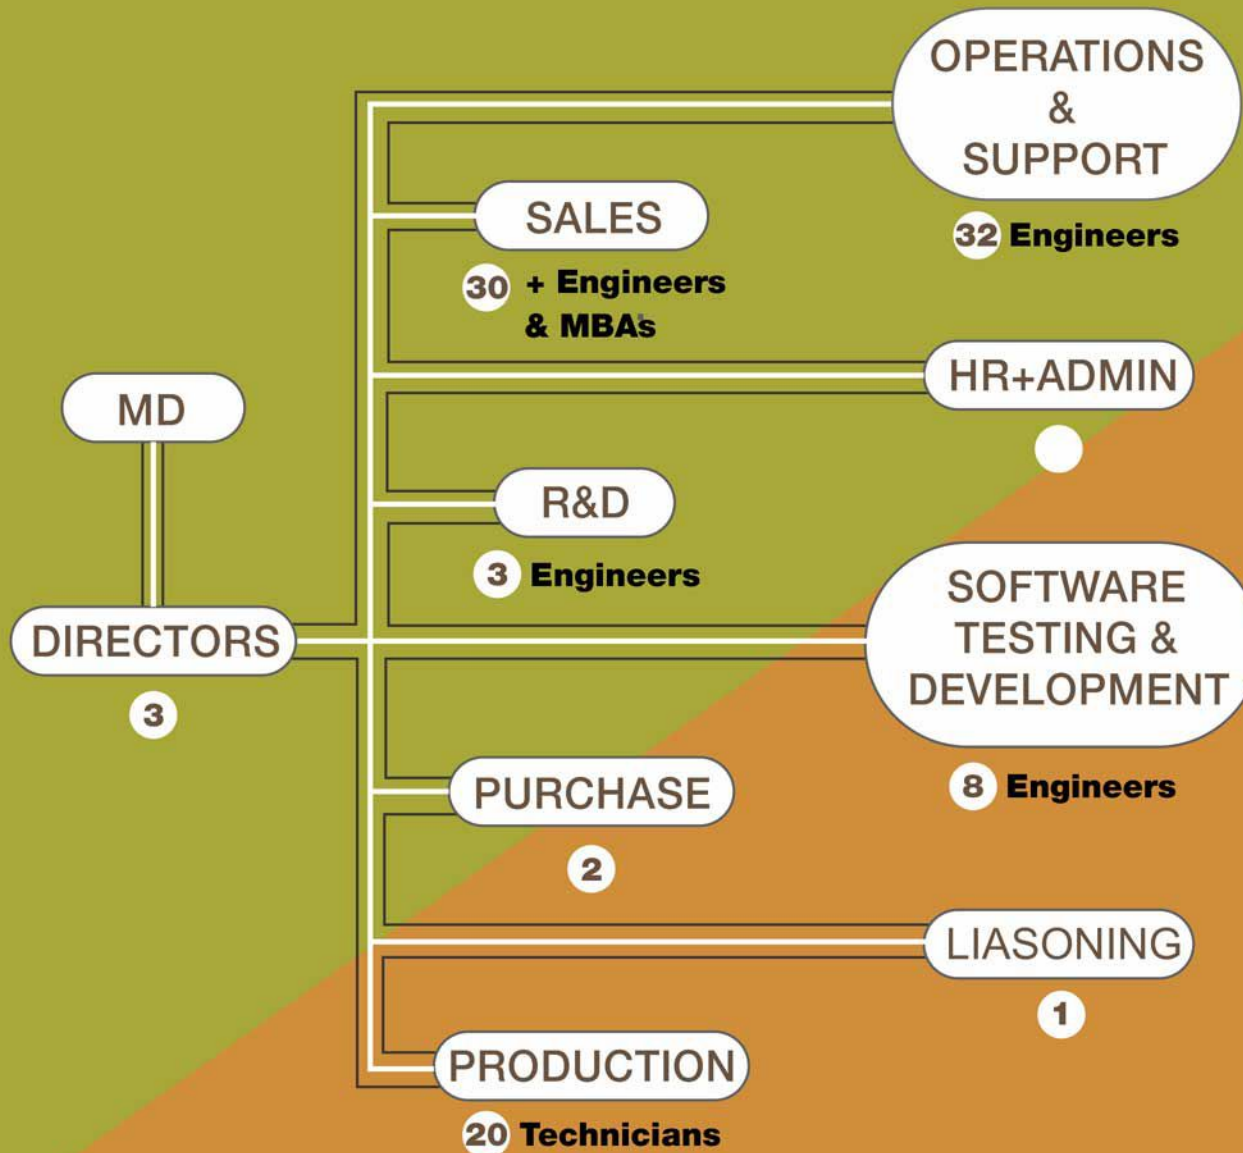 OPERATIONS
&
SUPPORT
32 Engineers
SALES
30 + Engineers
& MBA's
HR+ADMIN
MD
R&D
3 Engineers
DIRECTORS
3
SOFTWARE
TESTING &
DEVELOPMENT
8 Engineers
PURCHASE
2
LIASONING
1
PRODUCTION
20 Technicians